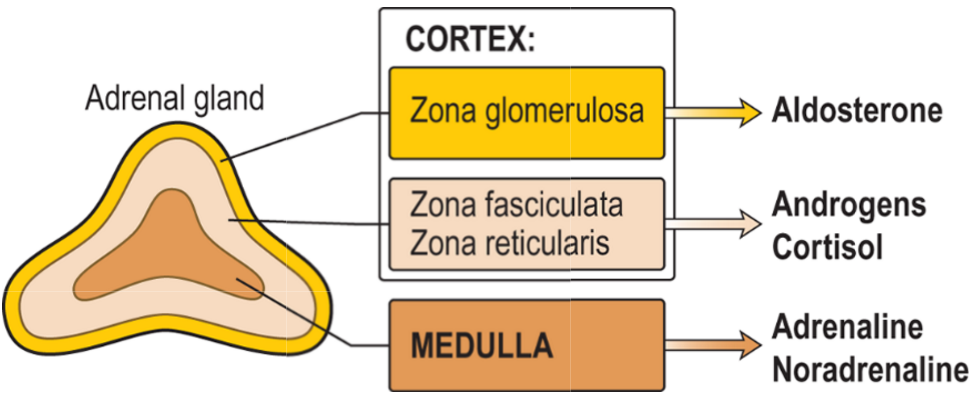 Adrenal gland
CORTEX:
Zona glomerulosa
Aldosterone
Zona fasciculata
Zona reticularis
Androgens
Cortisol
MEDULLA
Adrenaline
Noradrenaline